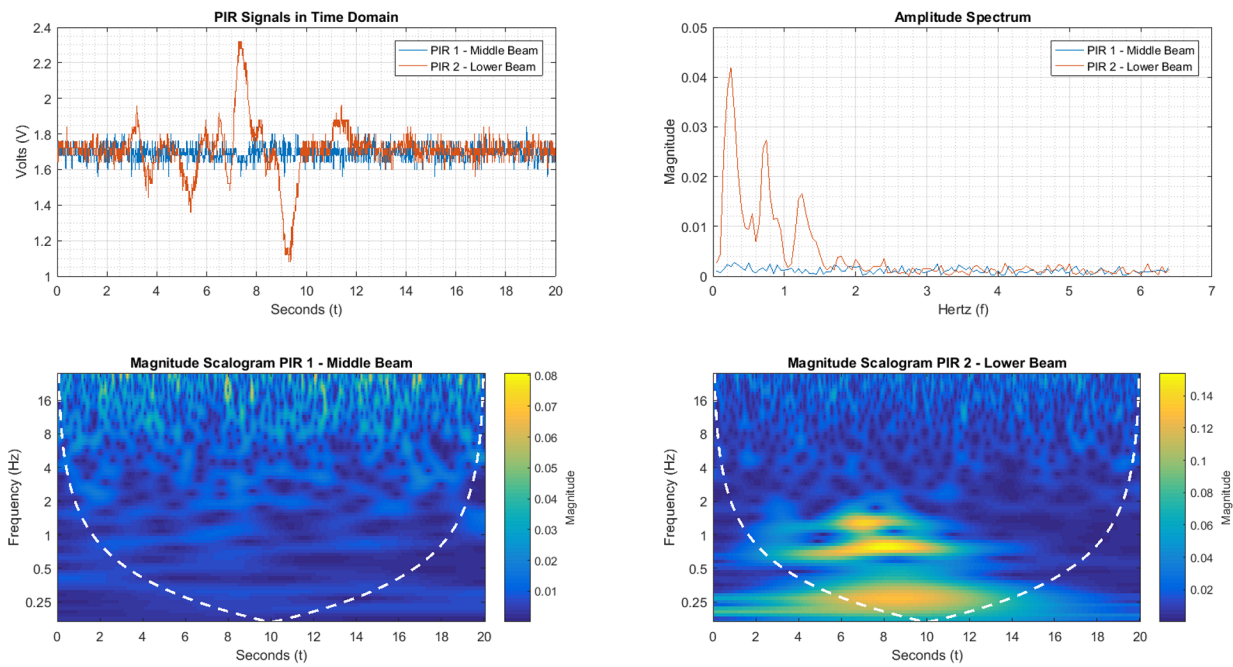 PIR Signals in Time Domain
2.4
2.2
2
1.8
1.6
1.4
1.2
1
Volts (V)
PIR 1 - Middle Beam
PIR 2 - Lower Beam
0 2 4 6 8 10 12 14 16 18 20
Seconds (t)
Amplitude Spectrum
0.05
0.04
0.03
0.02
0.01
0
Magnitude
PIR 1 - Middle Beam
PIR 2 - Lower Beam
0 1 2 3 4 5 6 7
Hertz (f)
Magnitude Scalogram PIR 1 - Middle Beam
16
8
4
2
1
0.5
0.25
Frequency (Hz)
0 2 4 6 8 10 12 14 16 18 20
Seconds (t)
0.08
0.07
0.06
0.05
0.04
0.03
0.02
0.01
Magnitude
Magnitude Scalogram PIR 2 - Lower Beam
16
8
4
2
1
0.5
0.25
Frequency (Hz)
0 2 4 6 8 10 12 14 16 18 20
Seconds (t)
0.14
0.12
0.1
0.08
0.06
0.04
0.02
Magnitude